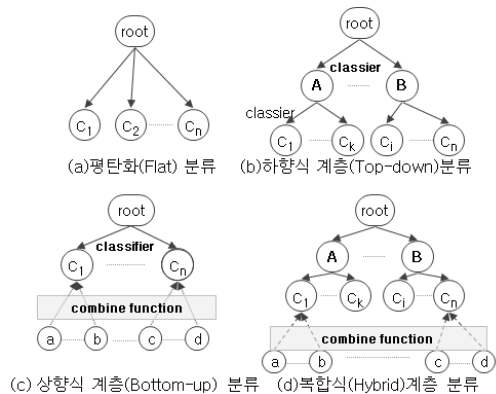 root
C1 C2 Cn
(a)평탄화(Flat) 분류
root
classier
A B
classier
C1 Ck Ci Cn
(b)하향식 계층(Top-down)분류
root
classifier
C1 Cn
combine function
a b c d
(c) 상향식 계층(Bottom-up) 분류
root
A B
C1 Ck Ci Cn
combine function
a b c d
(d)복합식(Hybrid)계층 분류